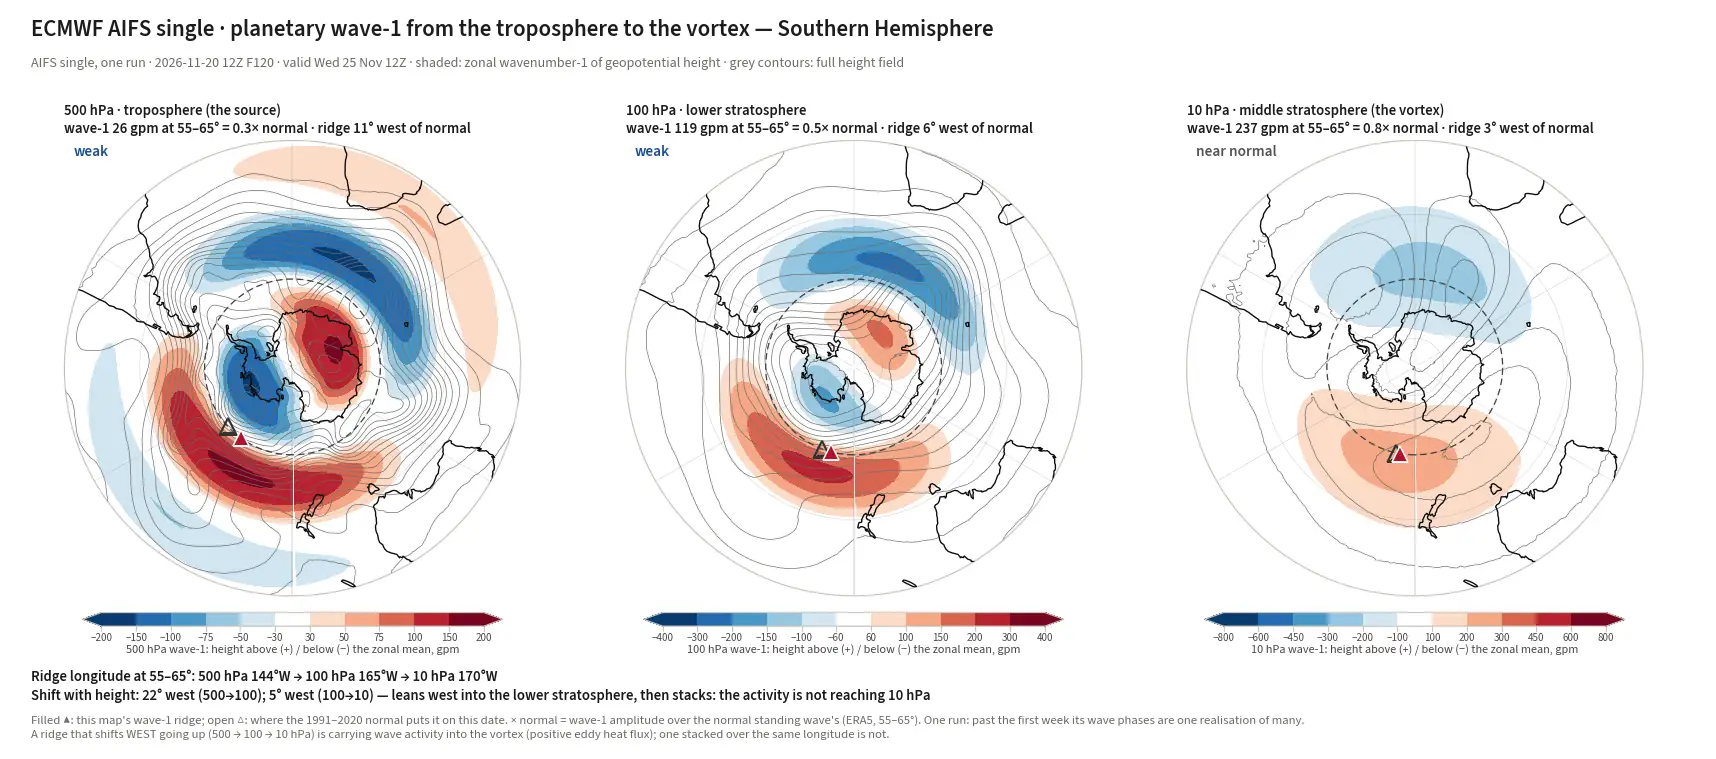 ECMWF AIFS single · planetary wave-1 from the troposphere to the vortex — Southern Hemisphere
AIFS single, one run · 2026-11-20 12Z F120 · valid Wed 25 Nov 12Z · shaded: zonal wavenumber-1 of geopotential height · grey contours: full height field
500 hPa · troposphere (the source)
wave-1 26 gpm at 55–65° = 0.3× normal · ridge 11° west of normal
weak
100 hPa · lower stratosphere
wave-1 119 gpm at 55–65° = 0.5× normal · ridge 6° west of normal
weak
10 hPa · middle stratosphere (the vortex)
wave-1 237 gpm at 55–65° = 0.8× normal · ridge 3° west of normal
near normal
−200 −150 −100 −75 −50 −30 30 50 75 100 150 200
500 hPa wave-1: height above (+) / below (−) the zonal mean, gpm
−400 −300 −200 −150 −100 −60 60 100 150 200 300 400
100 hPa wave-1: height above (+) / below (−) the zonal mean, gpm
−800 −600 −450 −300 −200 −100 100 200 300 450 600 800
10 hPa wave-1: height above (+) / below (−) the zonal mean, gpm
Ridge longitude at 55–65°: 500 hPa 144°W → 100 hPa 165°W → 10 hPa 170°W
Shift with height: 22° west (500→100); 5° west (100→10) — leans west into the lower stratosphere, then stacks: the activity is not reaching 10 hPa
Filled ▲: this map's wave-1 ridge; open △: where the 1991–2020 normal puts it on this date. × normal = wave-1 amplitude over the normal standing wave's (ERA5, 55–65°). One run: past the first week its wave phases are one realisation of many.
A ridge that shifts WEST going up (500 → 100 → 10 hPa) is carrying wave activity into the vortex (positive eddy heat flux); one stacked over the same longitude is not.